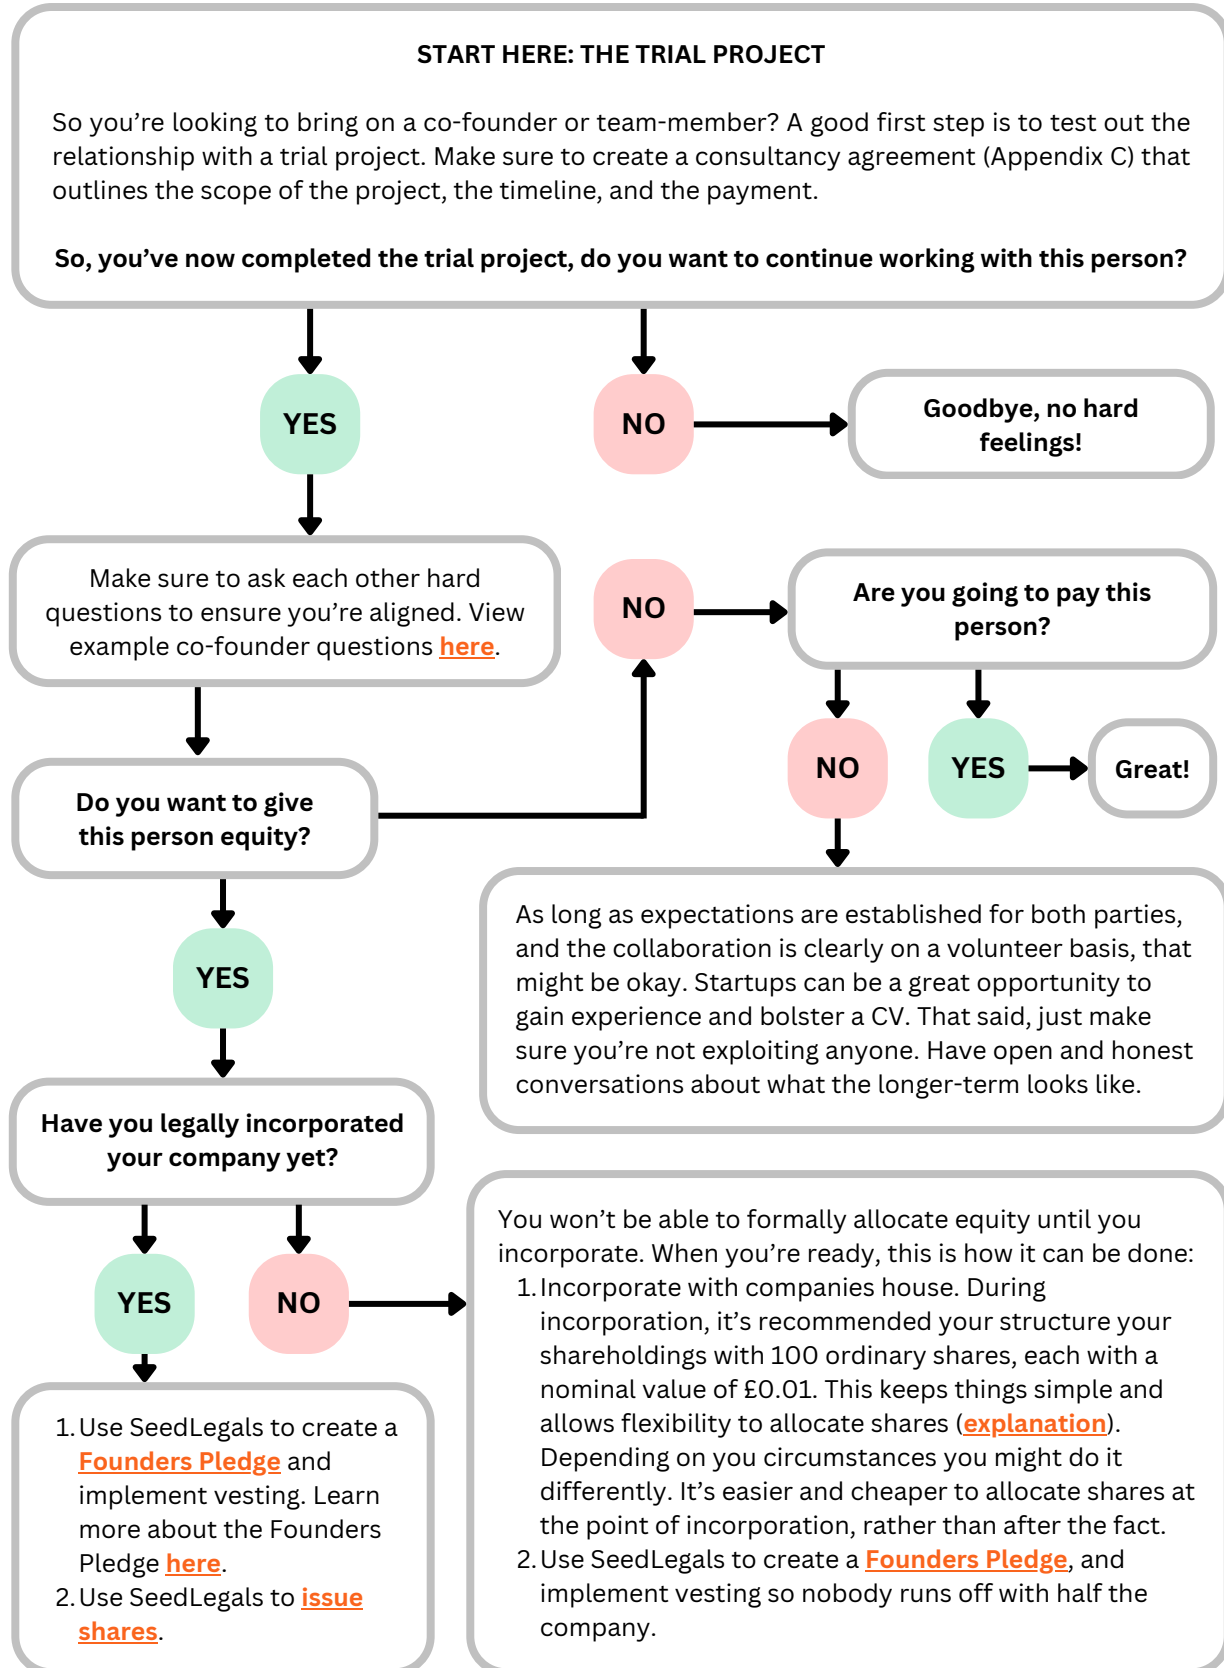 START HERE: THE TRIAL PROJECT
So you're looking to bring on a co-founder or team-member? A good first step is to test out the
relationship with a trial project. Make sure to create a consultancy agreement (Appendix C) that
outlines the scope of the project, the timeline, and the payment.
So, you've now completed the trial project, do you want to continue working with this person?
YES
NO
Goodbye, no hard
feelings!
Make sure to ask each other hard
questions to ensure you're aligned. View
example co-founder questions here.
NO
Are you going to pay this
person?
NO
YES
Great!
Do you want to give
this person equity?
As long as expectations are established for both parties,
and the collaboration is clearly on a volunteer basis, that
might be okay. Startups can be a great opportunity to
gain experience and bolster a CV. That said, just make
sure you're not exploiting anyone. Have open and honest
conversations about what the longer-term looks like.
YES
Have you legally incorporated
your company yet?
YES
NO
You won't be able to formally allocate equity until you
incorporate. When you're ready, this is how it can be done:
1. Incorporate with companies house. During
incorporation, it's recommended your structure your
shareholdings with 100 ordinary shares, each with a
nominal value of £0.01. This keeps things simple and
allows flexibility to allocate shares (explanation).
Depending on you circumstances you might do it
differently. It's easier and cheaper to allocate shares at
the point of incorporation, rather than after the fact.
2. Use SeedLegals to create a Founders Pledge, and
implement vesting so nobody runs off with half the
company.
1. Use SeedLegals to create a
Founders Pledge and
implement vesting. Learn
more about the Founders
Pledge here.
2. Use SeedLegals to issue
shares.